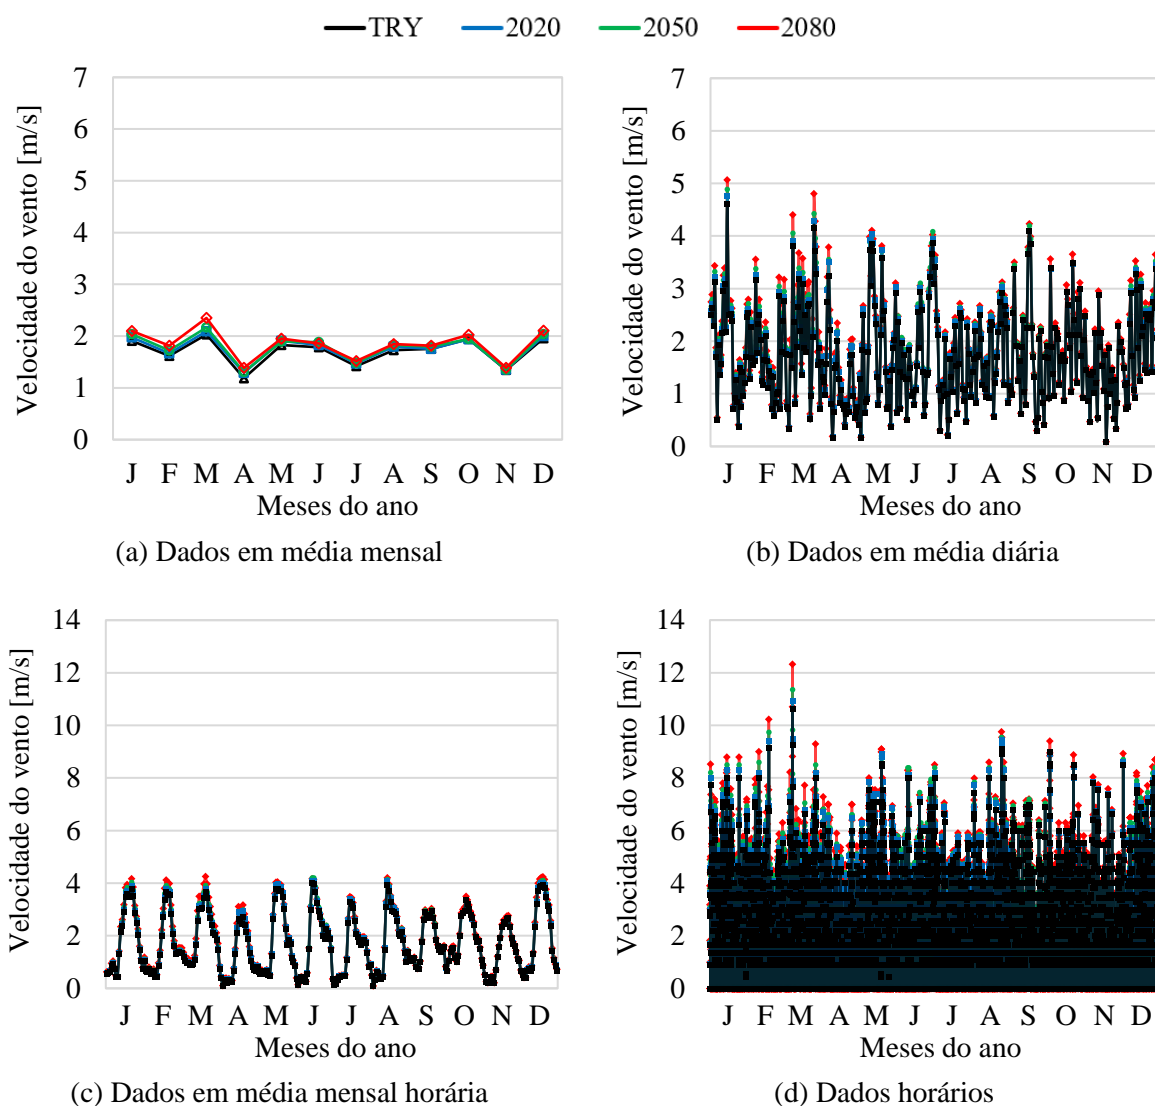 TRY 2020 2050 2080
Velocidade do vento [m/s]
7
6
5
4
3
2
1
0
J F M A M J J A S O N D
Meses do ano
(a) Dados em média mensal
Velocidade do vento [m/s]
7
6
5
4
3
2
1
0
J F M A M J J A S O N D
Meses do ano
(b) Dados em média diária
Velocidade do vento [m/s]
14
12
10
8
6
4
2
0
J F M A M J J A S O N D
Meses do ano
(c) Dados em média mensal horária
Velocidade do vento [m/s]
14
12
10
8
6
4
2
0
J F M A M J J A S O N D
Meses do ano
(d) Dados horários